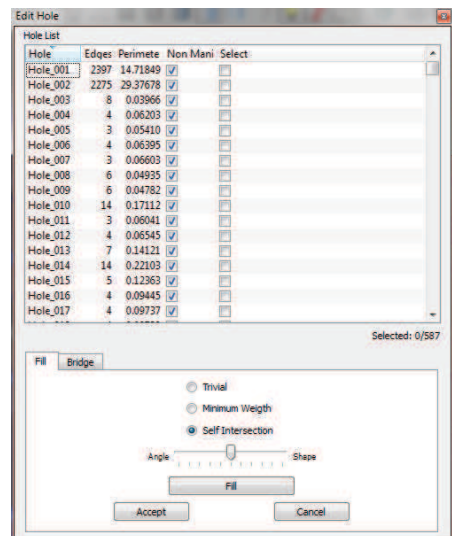 Edit Hole
Hole List
Hole Edges Perimete Non Mani Select
Hole_001 2397 14.71849
Hole_002 2275 29.37678
Hole_003 8 0.03966
Hole_004 4 0.06203
Hole_005 3 0.05410
Hole_006 4 0.06395
Hole_007 3 0.06603
Hole_008 6 0.04935
Hole_009 6 0.04782
Hole_010 14 0.17112
Hole_011 3 0.06041
Hole_012 4 0.06545
Hole_013 7 0.14121
Hole_014 14 0.22103
Hole_015 5 0.12363
Hole_016 4 0.09445
Hole_017 4 0.09737
Selected: 0/587
Fill Bridge
Trivial
Minimum Weigth
Self Intersection
Angle Shape
Fill
Accept Cancel